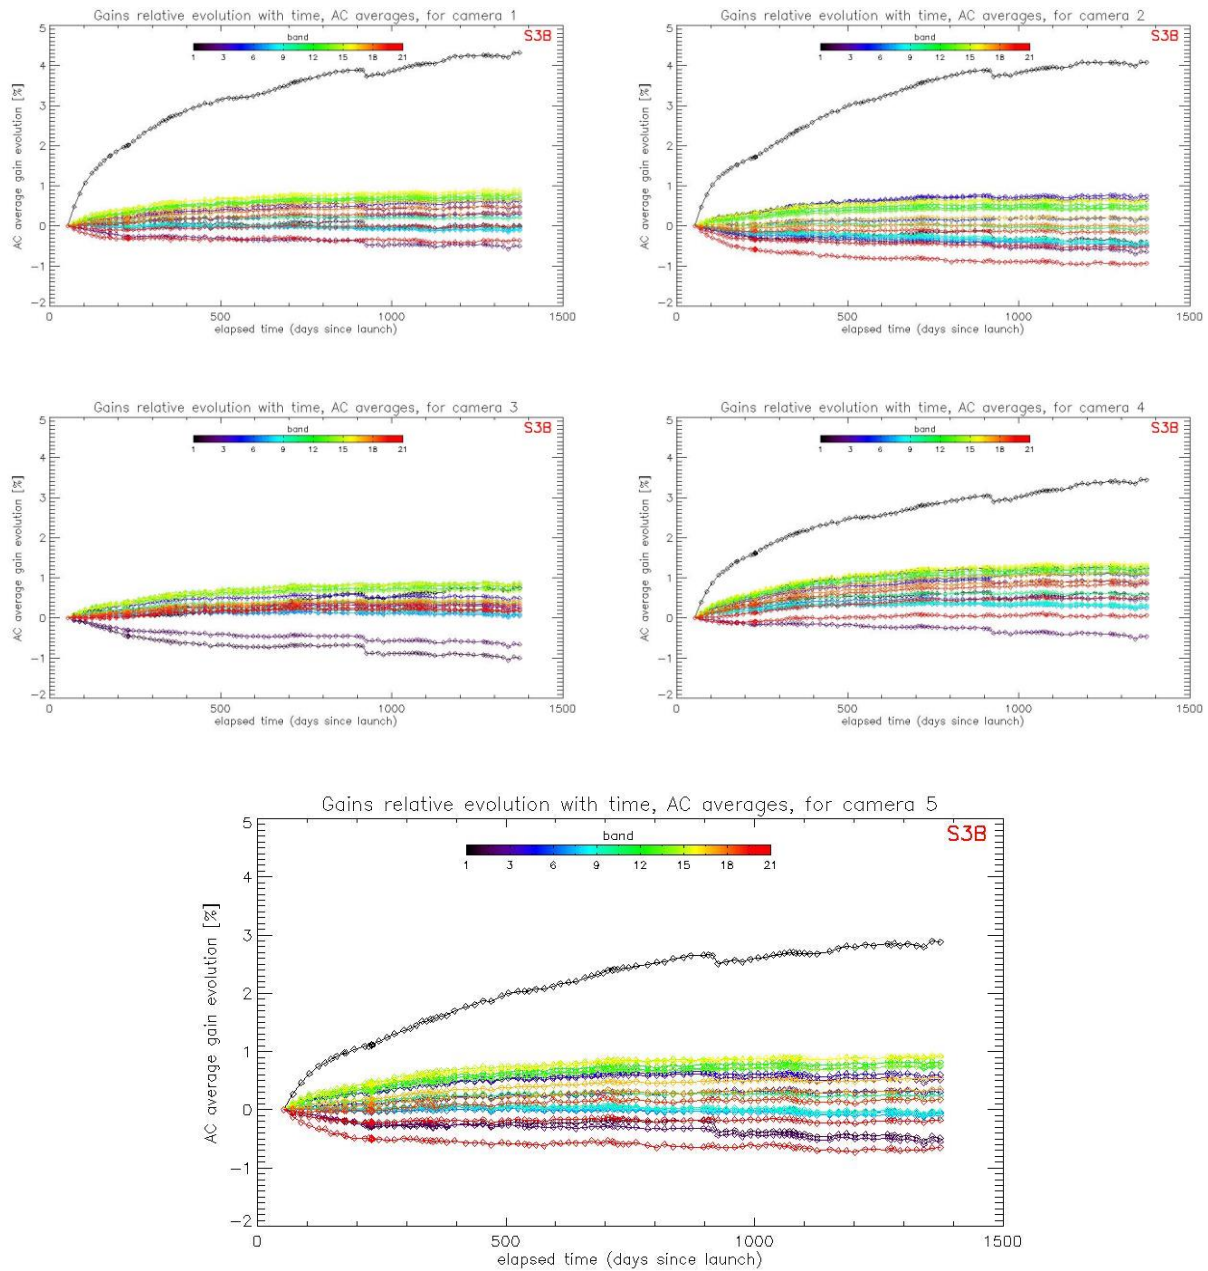 Gains relative evolution with time, AC averages, for camera 1
S3B
band
1 3 6 9 12 15 18 21
AC average gain evolution [%]
5
4
3
2
1
0
-1
-2
0 500 1000 1500
elapsed time (days since launch)
Gains relative evolution with time, AC averages, for camera 2
S3B
band
1 3 6 9 12 15 18 21
AC average gain evolution [%]
5
4
3
2
1
0
-1
-2
0 500 1000 1500
elapsed time (days since launch)
Gains relative evolution with time, AC averages, for camera 3
S3B
band
1 3 6 9 12 15 18 21
AC average gain evolution [%]
5
4
3
2
1
0
-1
-2
0 500 1000 1500
elapsed time (days since launch)
Gains relative evolution with time, AC averages, for camera 4
S3B
band
1 3 6 9 12 15 18 21
AC average gain evolution [%]
5
4
3
2
1
0
-1
-2
0 500 1000 1500
elapsed time (days since launch)
Gains relative evolution with time, AC averages, for camera 5
S3B
band
1 3 6 9 12 15 18 21
AC average gain evolution [%]
5
4
3
2
1
0
-1
-2
0 500 1000 1500
elapsed time (days since launch)